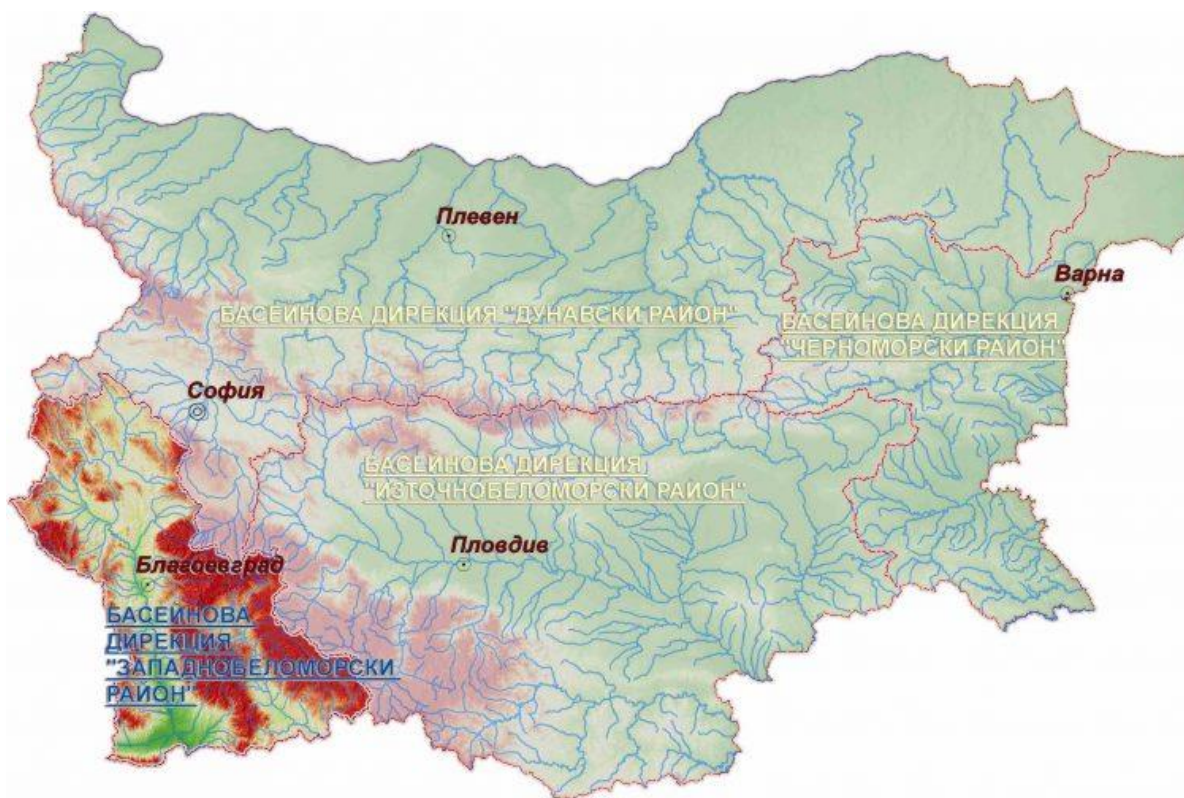 Плевен
Варна
БАСЕЙНОВА ДИРЕКЦИЯ "ДУНАВСКИ РАЙОН"
БАСЕЙНОВА ДИРЕКЦИЯ
"ЧЕРНОМОРСКИ РАЙОН"
София
БАСЕЙНОВА ДИРЕКЦИЯ
"ИЗТОЧНОБЕЛОМОРСКИ РАЙОН"
Пловдив
Благоевград
БАСЕЙНОВА
ДИРЕКЦИЯ
"ЗАПАДНОБЕЛОМОРСКИ
РАЙОН"